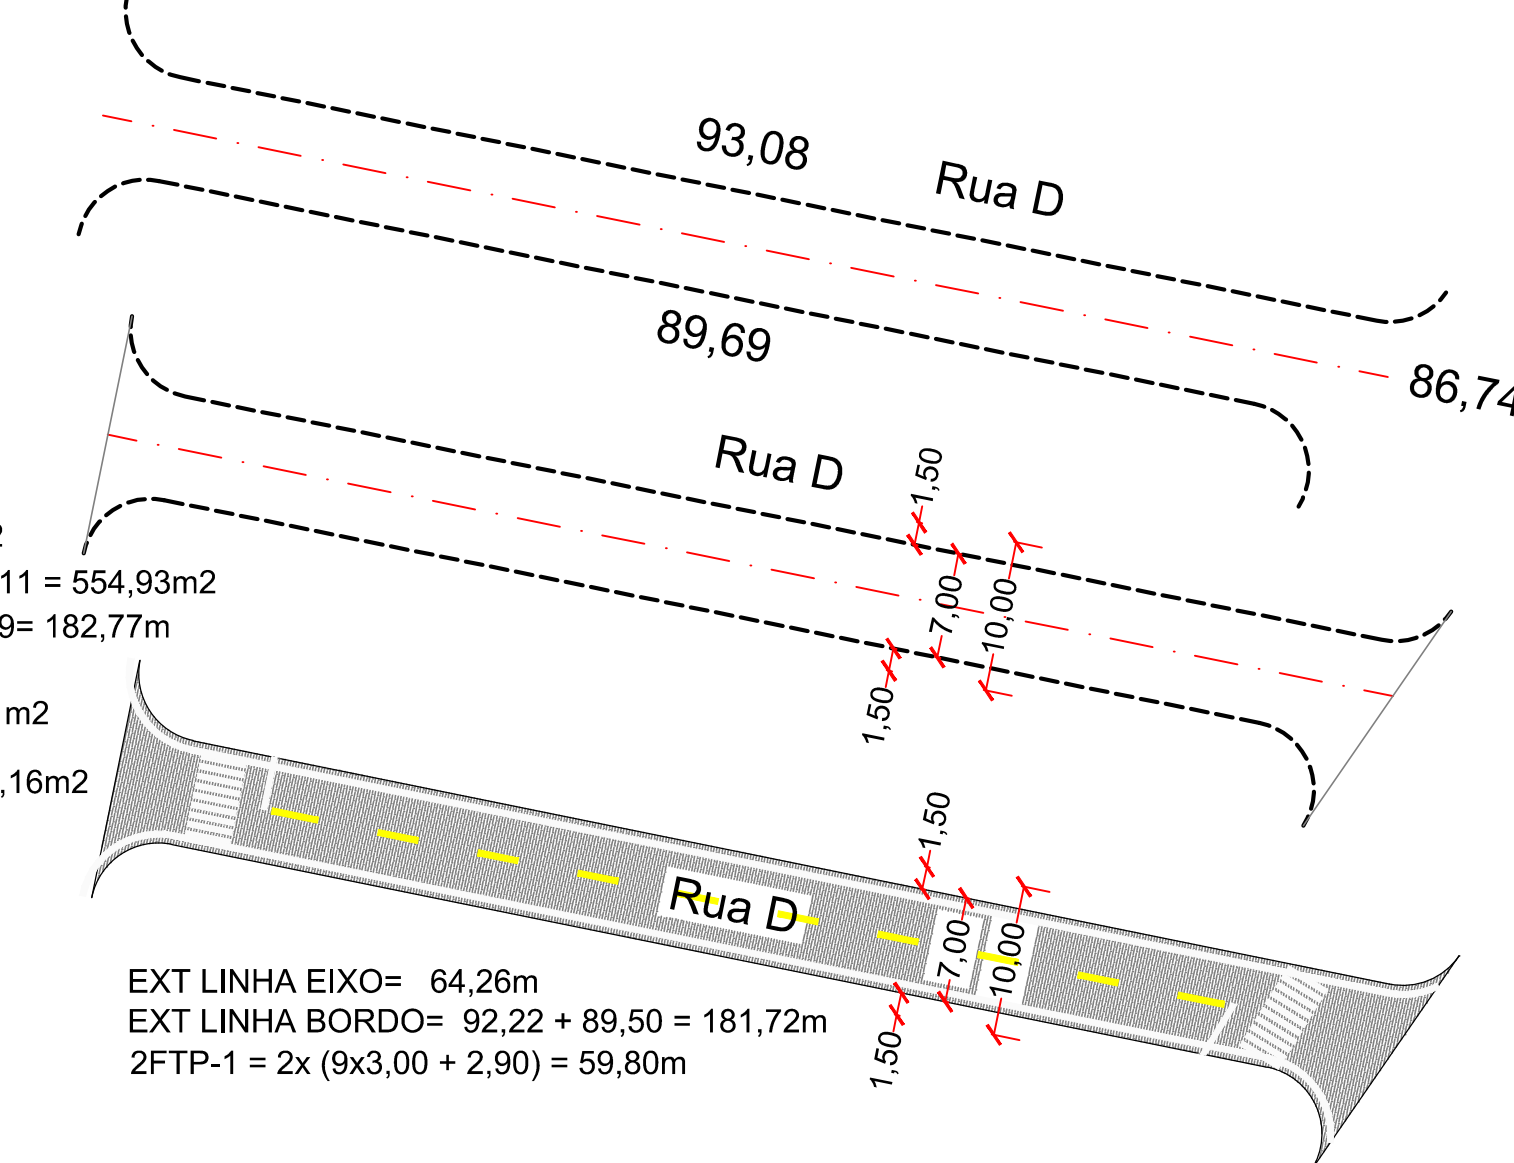 93,08
Rua D
89,69
86,74
Rua D
1,50
7,00
10,00
1,50
2
11 = 554,93m2
9= 182,77m
m2
,16m2
1,50
Rua D
7,00
10,00
1,50
EXT LINHA EIXO= 64,26m
EXT LINHA BORDO= 92,22 + 89,50 = 181,72m
2FTP-1 = 2x (9x3,00 + 2,90) = 59,80m